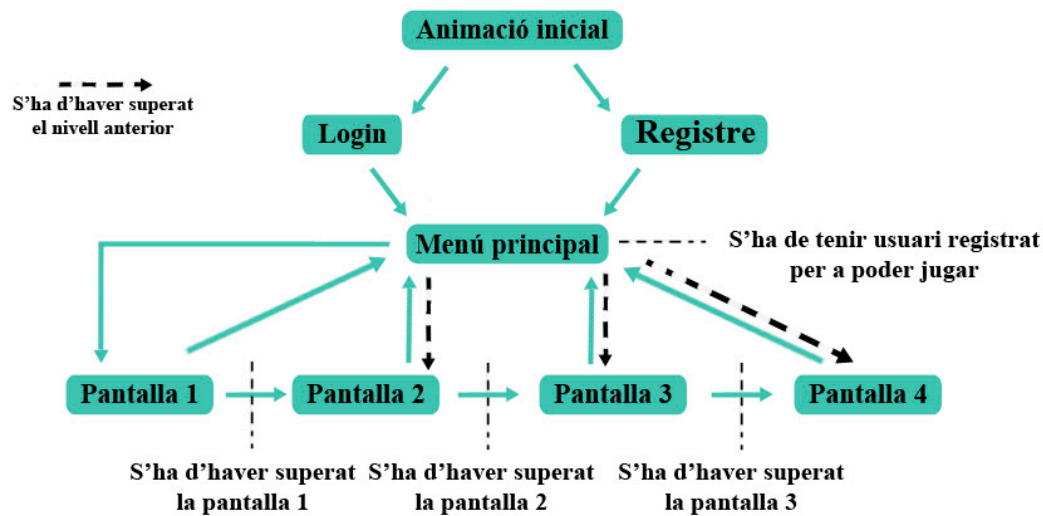 Animació inicial
S'ha d'haver superat
el nivell anterior
Login
Registre
Menú principal
S'ha de tenir usuari registrat
per a poder jugar
Pantalla 1
Pantalla 2
Pantalla 3
Pantalla 4
S'ha d'haver superat
la pantalla 1
S'ha d'haver superat
la pantalla 2
S'ha d'haver superat
la pantalla 3